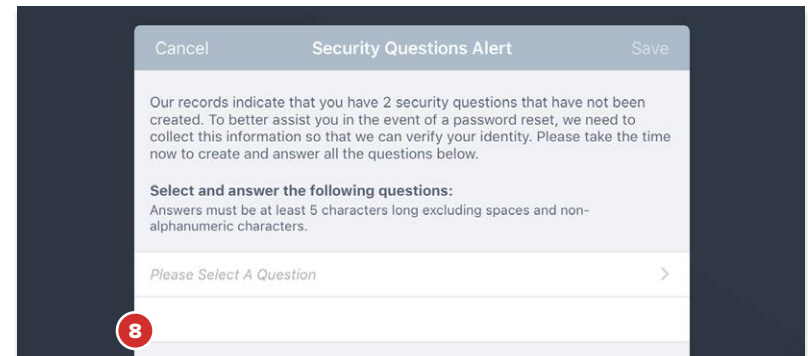 Cancel Security Questions Alert Save
Our records indicate that you have 2 security questions that have not been
created. To better assist you in the event of a password reset, we need to
collect this information so that we can verify your identity. Please take the time
now to create and answer all the questions below.
Select and answer the following questions:
Answers must be at least 5 characters long excluding spaces and non-
alphanumeric characters.
Please Select A Question
8